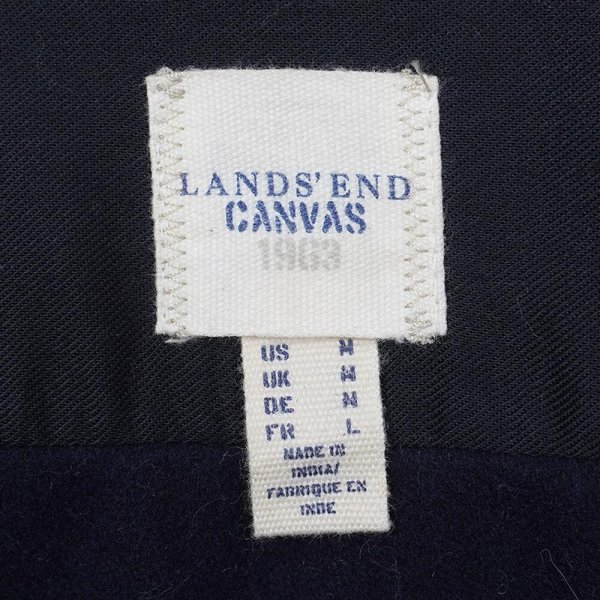 LANDS' END
CANVAS
1963
US M
UK M
DE M
FR L
MADE IN
INDIA/
FABRIQUE EN
INDE